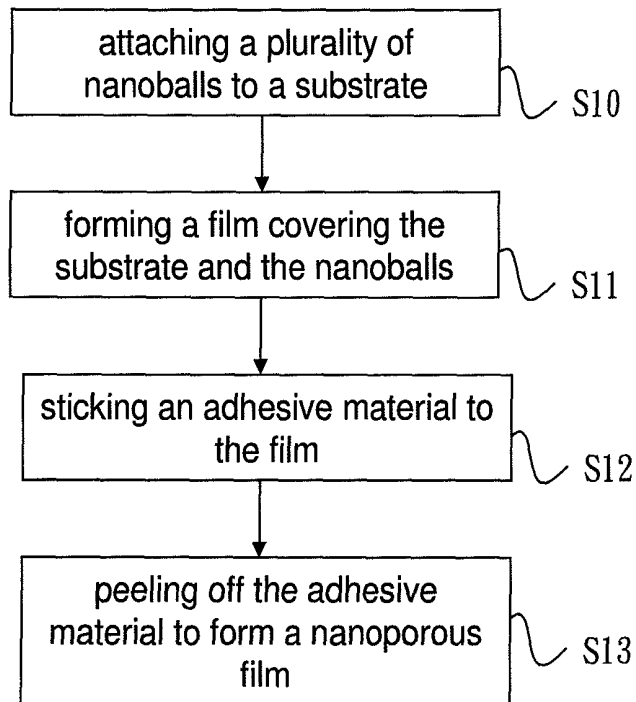 attaching a plurality of
nanoballs to a substrate
S10
forming a film covering the
substrate and the nanoballs
S11
sticking an adhesive material to
the film
S12
peeling off the adhesive
material to form a nanoporous
film
S13